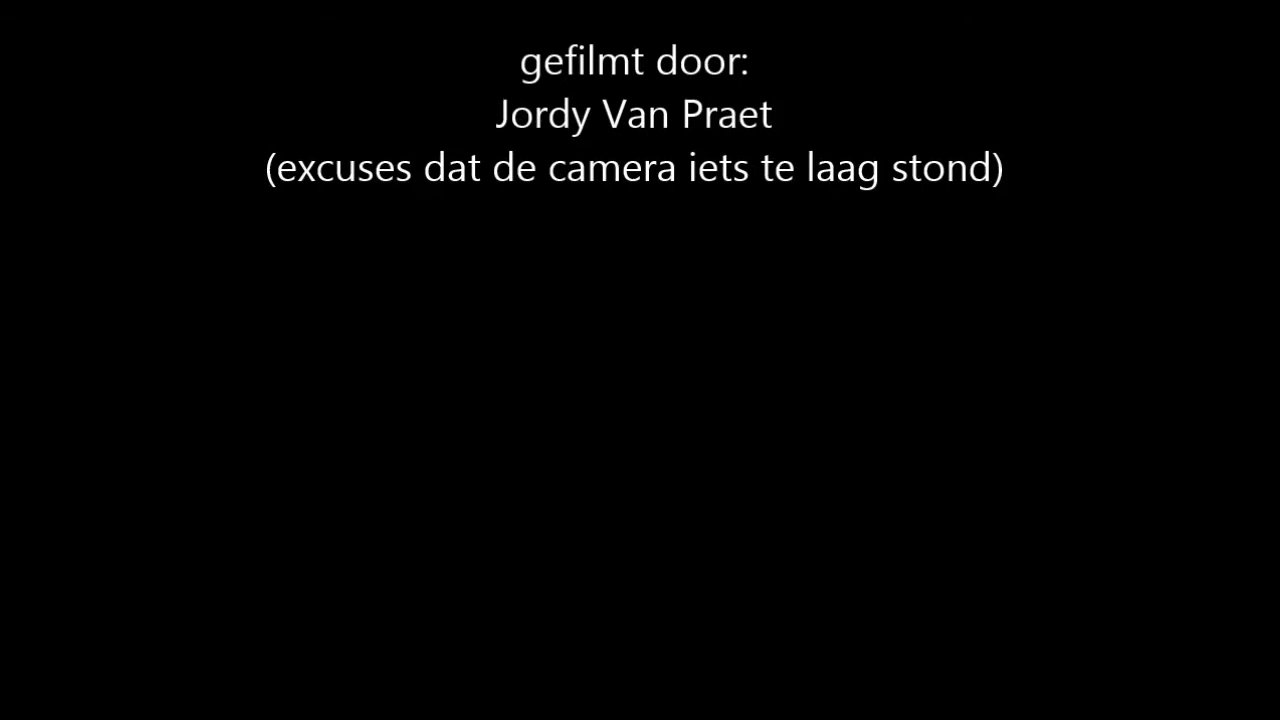 gefilmt door:
Jordy Van Praet
(excuses dat de camera iets te laag stond)